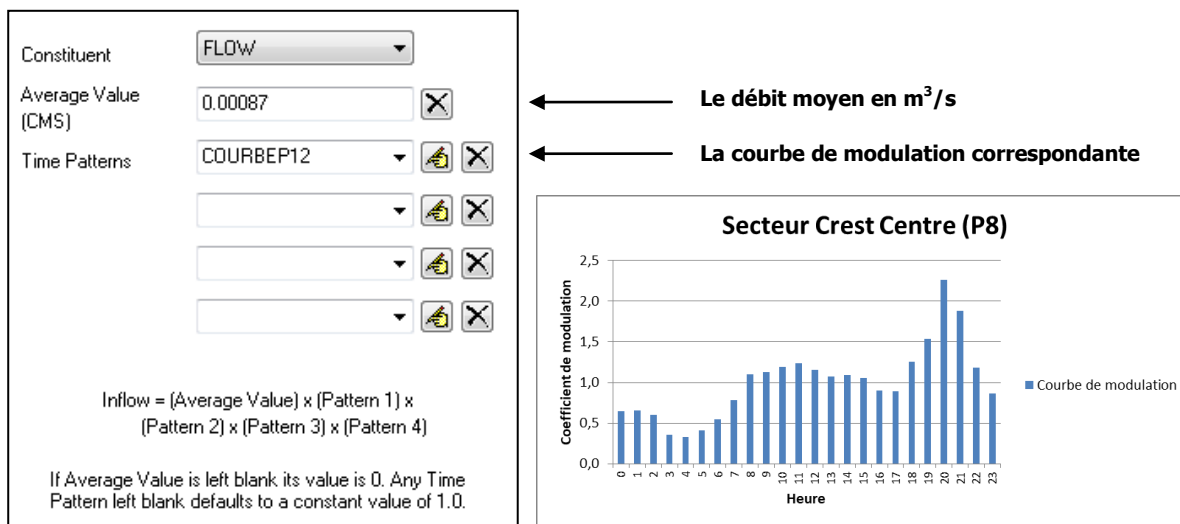 Constituent
FLOW
Average Value
(CMS)
0.00087
Time Patterns
COURBEP12
Inflow = (Average Value) x (Pattern 1) x
(Pattern 2) x (Pattern 3) x (Pattern 4)
If Average Value is left blank its value is 0. Any Time
Pattern left blank defaults to a constant value of 1.0.
Le débit moyen en m³/s
La courbe de modulation correspondante
Secteur Crest Centre (P8)
Coefficient de modulation
2,5
2,0
1,5
1,0
0,5
0,0
0 1 2 3 4 5 6 7 8 9 10 11 12 13 14 15 16 17 18 19 20 21 22 23
Heure
Courbe de modulation